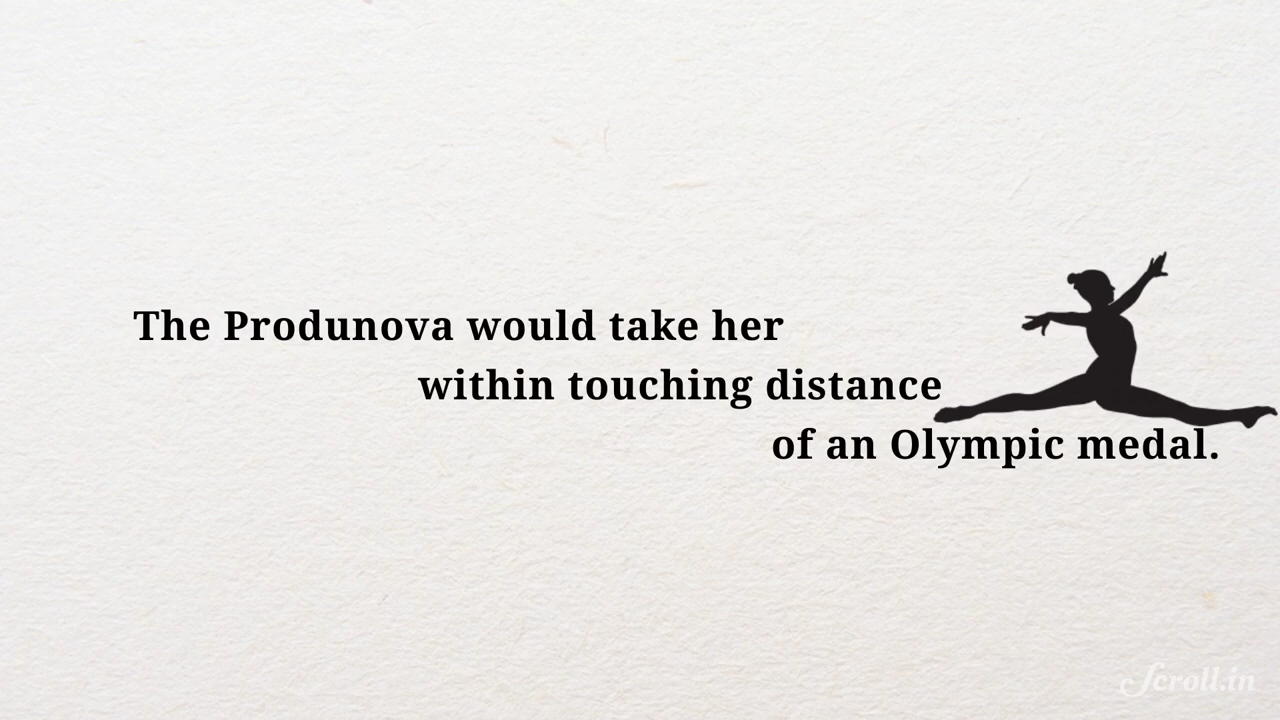 The Produnova would take her
within touching distance
of an Olympic medal.
Scroll.in